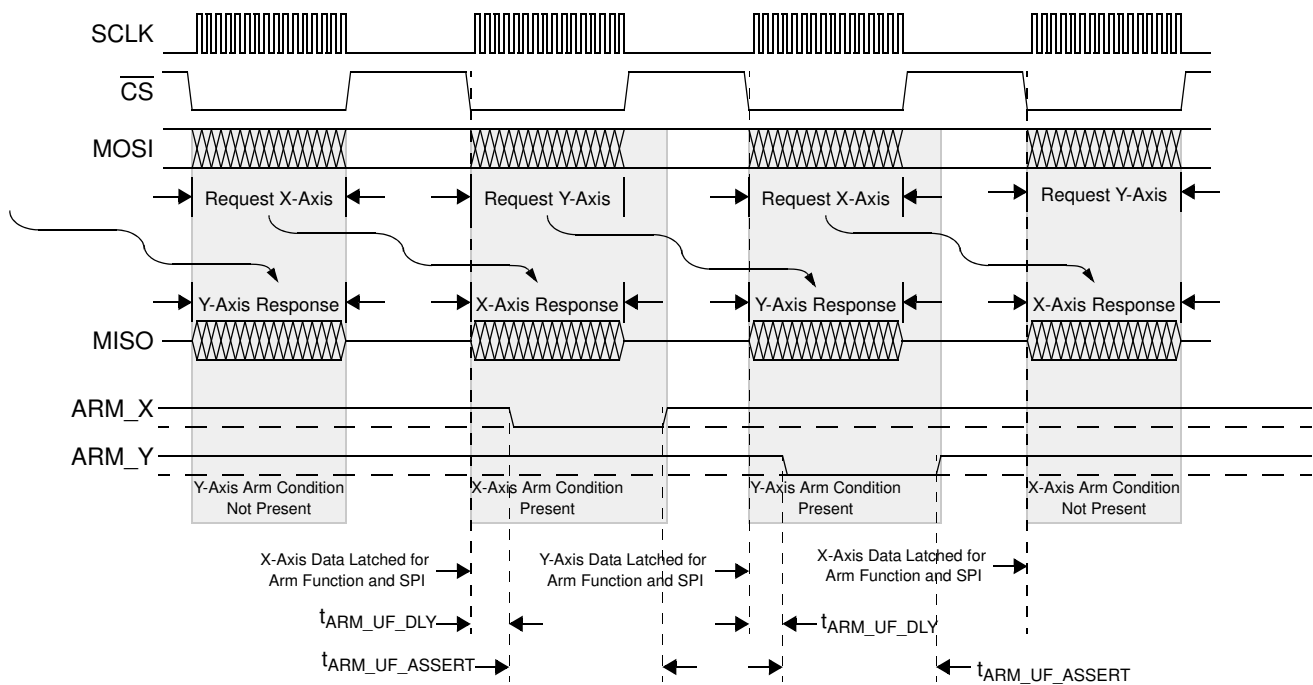 SCLK
CS
MOSI
Request X-Axis
Request Y-Axis
Request X-Axis
Request Y-Axis
Y-Axis Response
X-Axis Response
Y-Axis Response
X-Axis Response
MISO
ARM_X
ARM_Y
Y-Axis Arm Condition
Not Present
X-Axis Arm Condition
Present
Y-Axis Arm Condition
Present
X-Axis Arm Condition
Not Present
X-Axis Data Latched for
Arm Function and SPI
Y-Axis Data Latched for
Arm Function and SPI
X-Axis Data Latched for
Arm Function and SPI
tARM_UF_DLY
tARM_UF_DLY
tARM_UF_ASSERT
tARM_UF_ASSERT